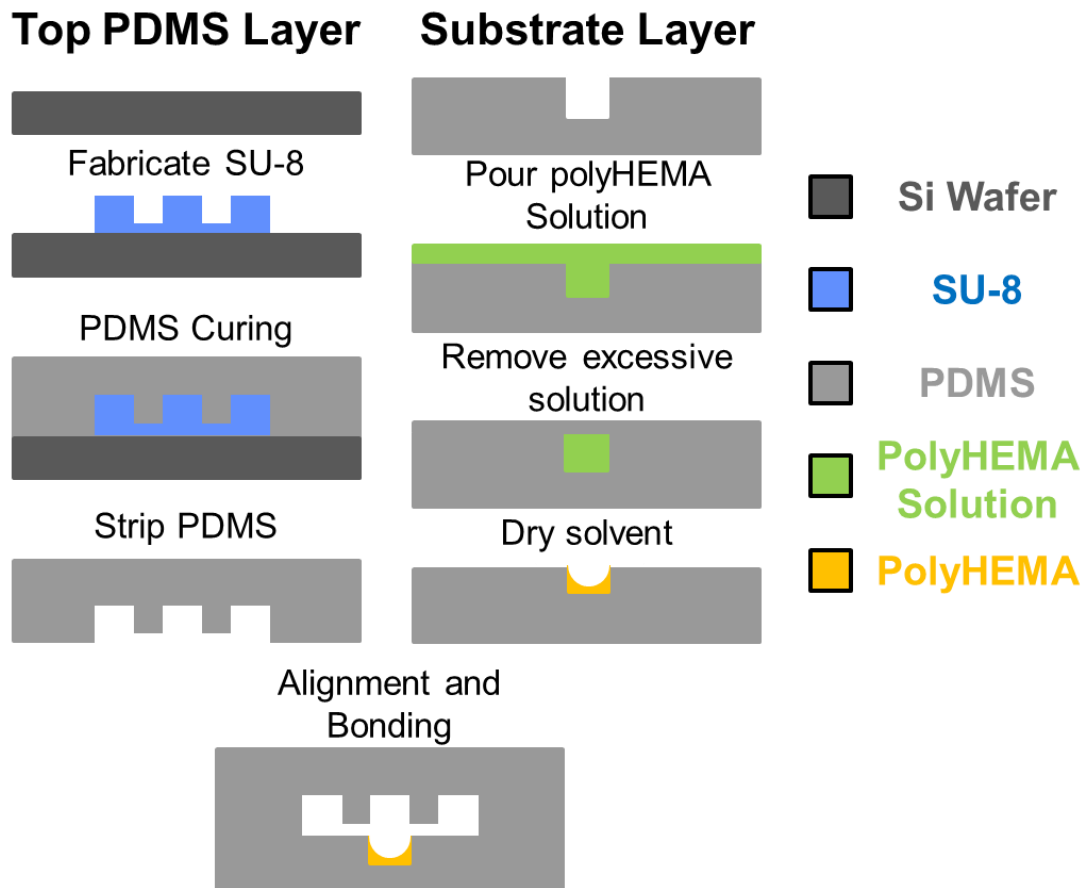 Top PDMS Layer
Fabricate SU-8
PDMS Curing
Strip PDMS
Substrate Layer
Pour polyHEMA
Solution
Remove excessive
solution
Dry solvent
Alignment and
Bonding
Si Wafer
SU-8
PDMS
PolyHEMA
Solution
PolyHEMA